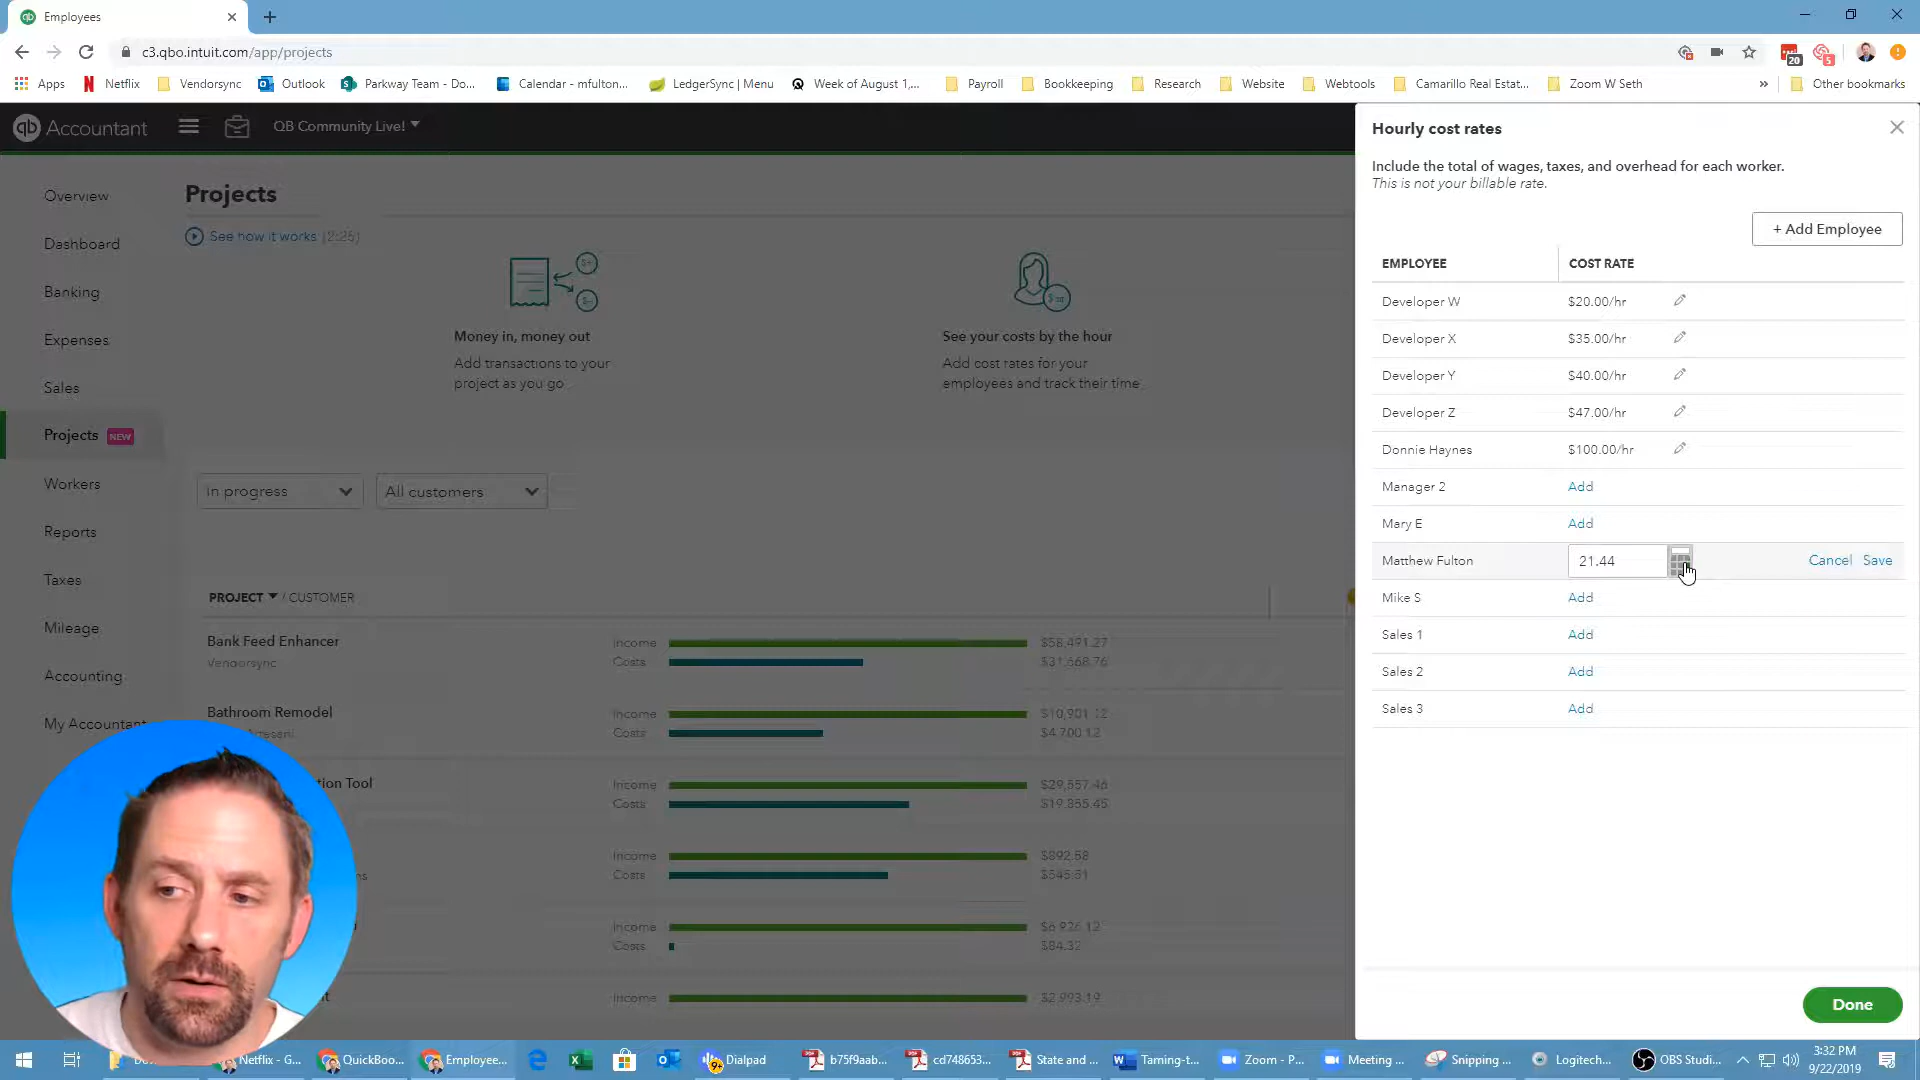 Employees
c3.qbo.intuit.com/app/projects
20
5
Apps Netflix Vendorsync Outlook Parkway Team - Do... Calendar - mfulton... LedgerSync | Menu Week of August 1,... Payroll Bookkeeping Research Website Webtools Camarillo Real Estat... Zoom W Seth » Other bookmarks
qb Accountant QB Community Live!
Overview
Dashboard
Banking
Expenses
Sales
Projects NEW
Workers
Reports
Taxes
Mileage
Accounting
My Accountant
Projects
See how it works (2:25)
Money in, money out
Add transactions to your
project as you go
See your costs by the hour
Add cost rates for your
employees and track their time
In progress All customers
PROJECT / CUSTOMER
Bank Feed Enhancer
Vendorsync
Income $58,491.27
Costs $31,668.76
Bathroom Remodel
Income $10,901.12
Costs $4,700.12
tion Tool
Income $29,557.46
Costs $19,855.45
Income $892.58
Costs $545.51
Income $6,926.12
Costs $84.32
Income $2,993.19
Hourly cost rates
Include the total of wages, taxes, and overhead for each worker.
This is not your billable rate.
+ Add Employee
EMPLOYEE COST RATE
Developer W $20.00/hr
Developer X $35.00/hr
Developer Y $40.00/hr
Developer Z $47.00/hr
Donnie Haynes $100.00/hr
Manager 2 Add
Mary E Add
Matthew Fulton 21.44 Cancel Save
Mike S Add
Sales 1 Add
Sales 2 Add
Sales 3 Add
Done
Netflix - G... QuickBoo... Employee... 9+ Dialpad b75f9aab... cd748653... State and ... Taming-t... Zoom - P... Meeting ... Snipping ... Logitech... OBS Studi... 3:32 PM
9/22/2019